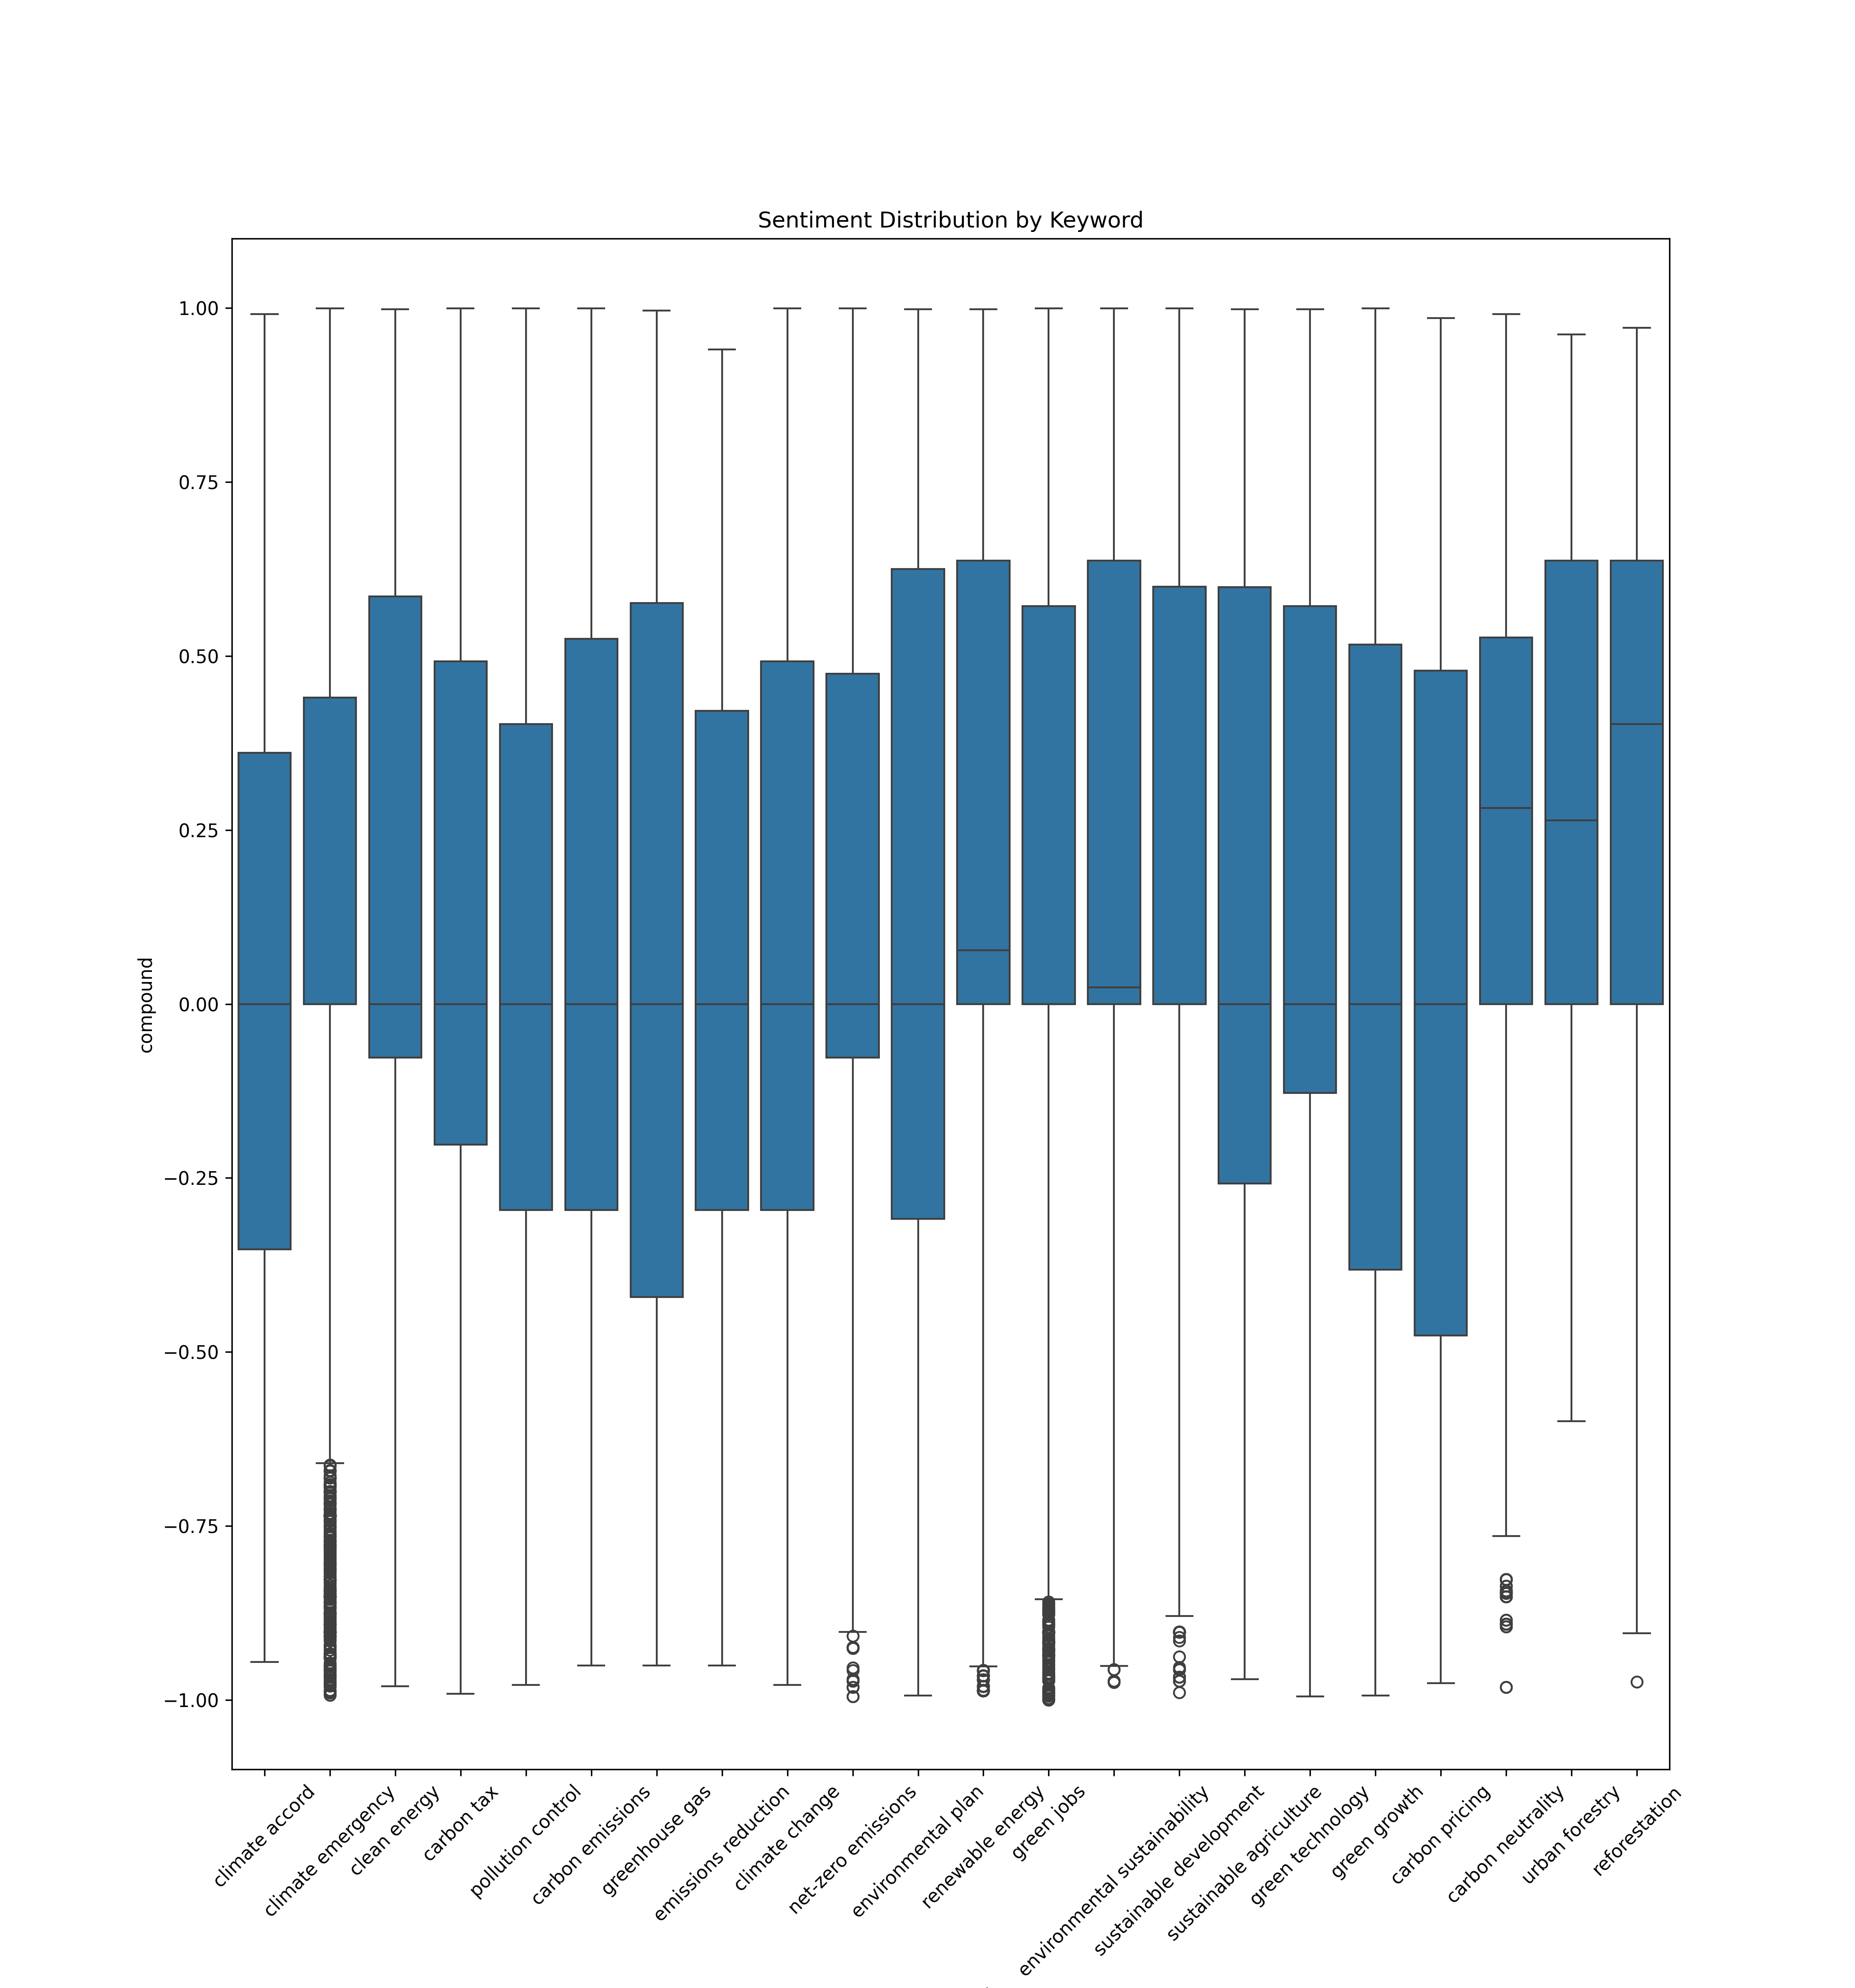 Sentiment Distribution by Keyword
1.00
0.75
0.50
0.25
0.00
−0.25
−0.50
−0.75
−1.00
compound
climate accord
climate emergency
clean energy
carbon tax
pollution control
carbon emissions
greenhouse gas
emissions reduction
climate change
net-zero emissions
environmental plan
renewable energy
green jobs
environmental sustainability
sustainable development
sustainable agriculture
green technology
green growth
carbon pricing
carbon neutrality
urban forestry
reforestation